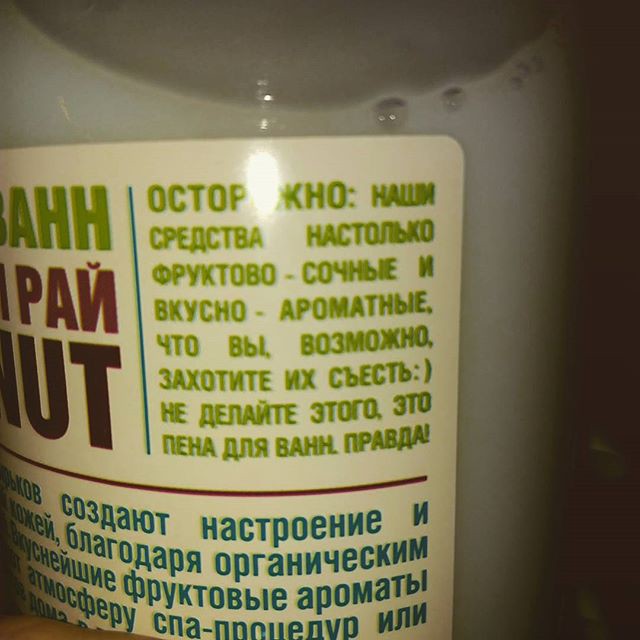 ВАНН
РАЙ
NUT
ОСТОРОЖНО: НАШИ
СРЕДСТВА НАСТОЛЬКО
ФРУКТОВО - СОЧНЫЕ И
ВКУСНО - АРОМАТНЫЕ,
ЧТО ВЫ, ВОЗМОЖНО,
ЗАХОТИТЕ ИХ СЪЕСТЬ:)
НЕ ДЕЛАЙТЕ ЭТОГО, ЭТО
ПЕНА ДЛЯ ВАНН. ПРАВДА!
создают настроение и
кожей, благодаря органическим
вкуснейшие фруктовые ароматы
атмосферу спа-процедур или